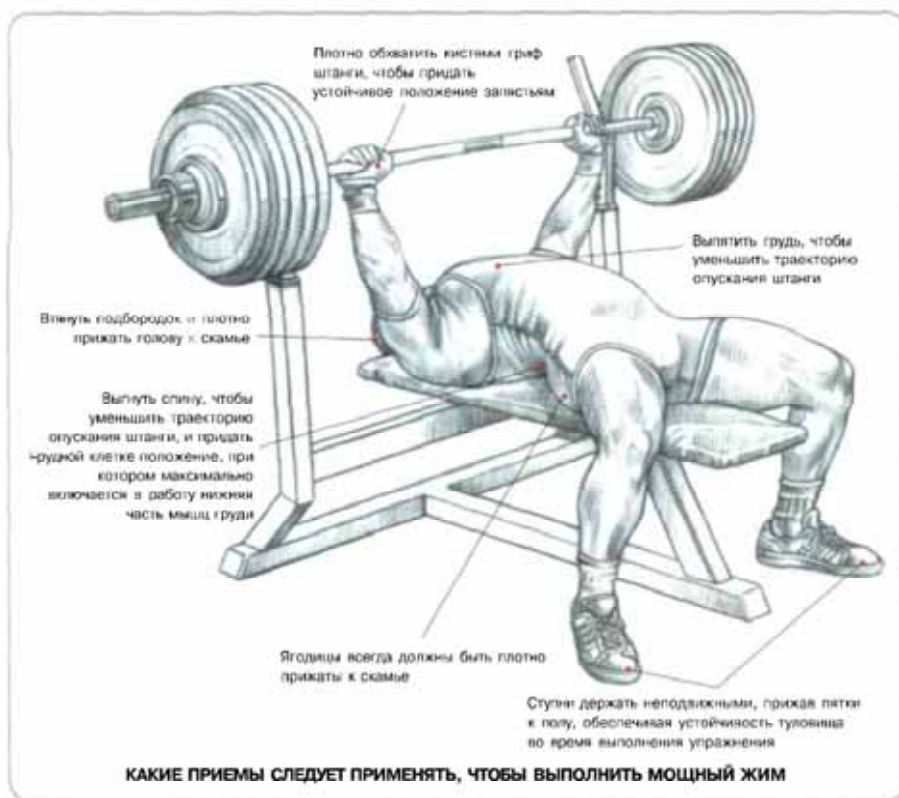 Плотно обхватить кистями гриф
штанги, чтобы придать
устойчивое положение запястьям
Выпятить грудь, чтобы
уменьшить траекторию
опускания штанги
Втянуть подбородок и плотно
прижать голову к скамье
Выгнуть спину, чтобы
уменьшить траекторию
опускания штанги, и придать
грудной клетке положение, при
котором максимально
включается в работу нижняя
часть мышц груди
Ягодицы всегда должны быть плотно
прижаты к скамье
Ступни держать неподвижными, прижав пятки
к полу, обеспечивая устойчивость туловища
во время выполнения упражнения
КАКИЕ ПРИЕМЫ СЛЕДУЕТ ПРИМЕНЯТЬ, ЧТОБЫ ВЫПОЛНИТЬ МОЩНЫЙ ЖИМ